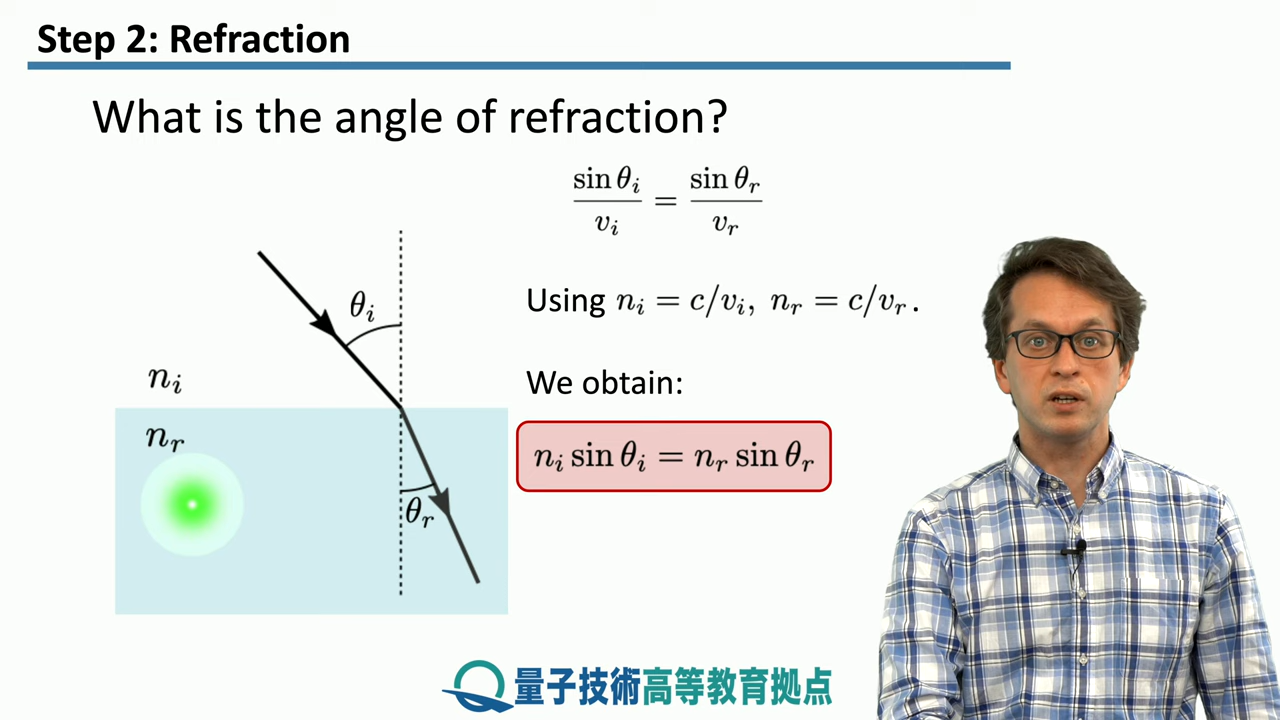 Step 2: Refraction
What is the angle of refraction?
sin θᵢ / vᵢ = sin θᵣ / vᵣ
Using nᵢ = c/vᵢ, nᵣ = c/vᵣ.
We obtain:
nᵢ sin θᵢ = nᵣ sin θᵣ
θᵢ
nᵢ
nᵣ
θᵣ
量子技術高等教育拠点